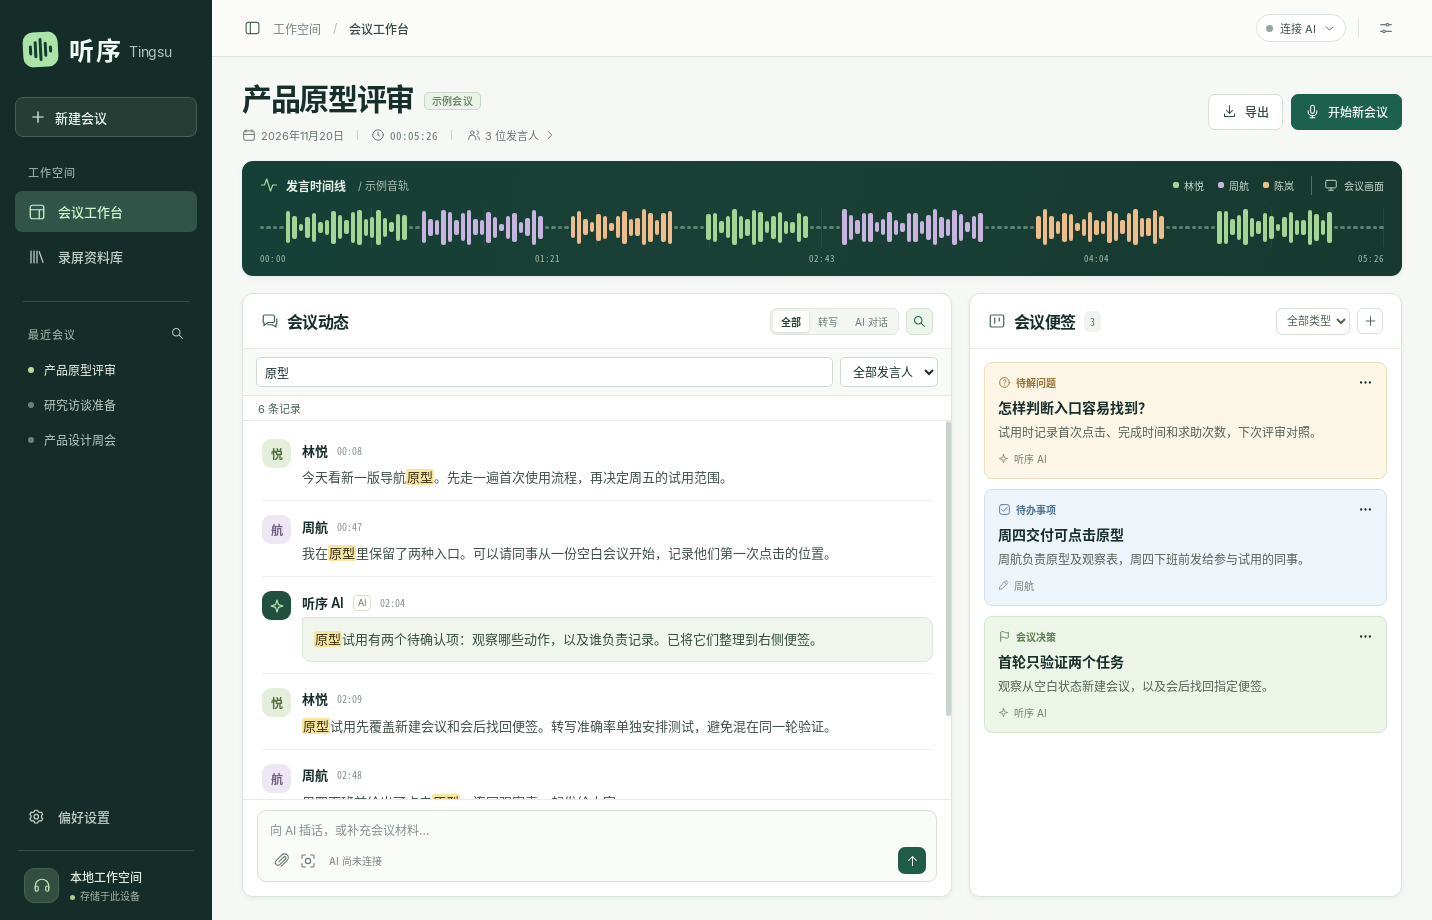 听序 Tingsu
新建会议
工作空间
会议工作台
录屏资料库
最近会议
产品原型评审
研究访谈准备
产品设计周会
偏好设置
本地工作空间
存储于此设备
工作空间 / 会议工作台
连接 AI
产品原型评审 示例会议
2026年11月20日 00:05:26 3 位发言人
导出
开始新会议
发言时间线 / 示例音轨
林悦 周航 陈岚 会议画面
00:00 01:21 02:43 04:04 05:26
会议动态
全部 转写 AI 对话
原型
全部发言人
6 条记录
悦 林悦 00:08
今天看新一版导航原型。先走一遍首次使用流程，再决定周五的试用范围。
航 周航 00:47
我在原型里保留了两种入口。可以请同事从一份空白会议开始，记录他们第一次点击的位置。
听序 AI AI 02:04
原型试用有两个待确认项：观察哪些动作，以及谁负责记录。已将它们整理到右侧便签。
悦 林悦 02:09
原型试用先覆盖新建会议和会后找回便签。转写准确率单独安排测试，避免混在同一轮验证。
航 周航 02:48
向 AI 插话，或补充会议材料...
AI 尚未连接
会议便签 3
全部类型
待解问题
怎样判断入口容易找到？
试用时记录首次点击、完成时间和求助次数，下次评审对照。
听序 AI
待办事项
周四交付可点击原型
周航负责原型及观察表，周四下班前发给参与试用的同事。
周航
会议决策
首轮只验证两个任务
观察从空白状态新建会议，以及会后找回指定便签。
听序 AI